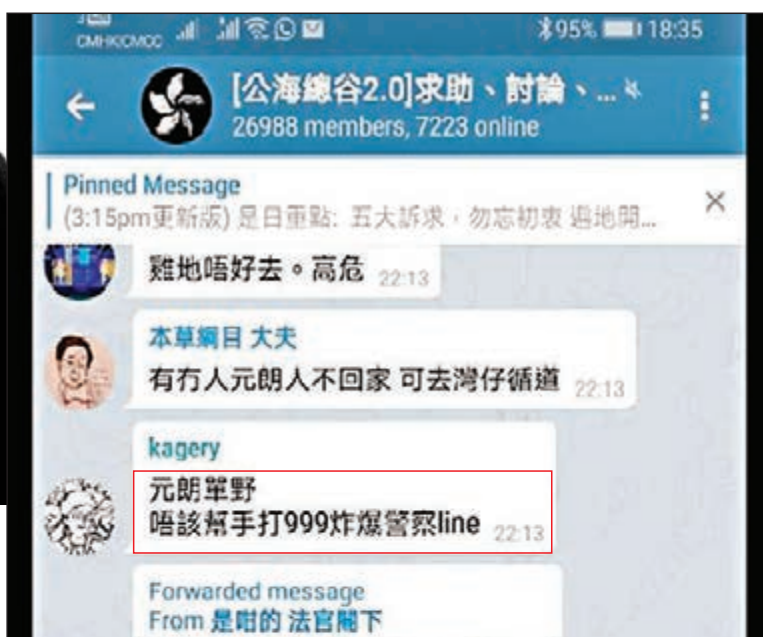 CMHK|CMCC
95% 18:35
[公海總谷2.0]求助、討論、...
26988 members, 7223 online
Pinned Message
(3:15pm更新版) 是日重點: 五大訴求,勿忘初衷 遍地開...
雞地唔好去。高危 22:13
本草綱目 大夫
有冇人元朗人不回家 可去灣仔循道 22:13
kagery
元朗單野
唔該幫手打999炸爆警察line 22:13
Forwarded message
From 是咁的 法官閣下